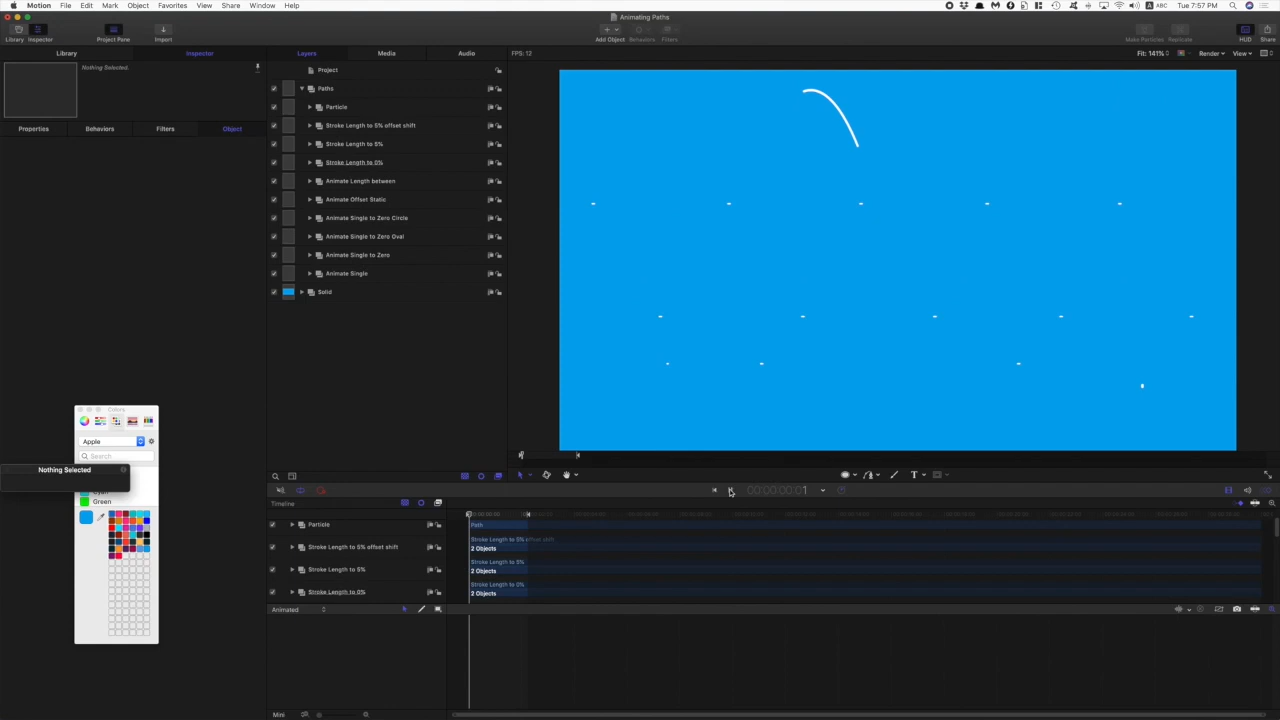 Motion File Edit Mark Object Favorites View Share Window Help
ABC Tue 7:57 PM
Animating Paths
Library Inspector Project Pane Import Add Object Behaviors Filters Make Particles Replicate HUD Share
Library Inspector Layers Media Audio FPS: 12 Fit: 141% Render View
Nothing Selected.
Properties Behaviors Filters Object
Project
Paths
Particle
Stroke Length to 5% offset shift
Stroke Length to 5%
Stroke Length to 0%
Animate Length between
Animate Offset Static
Animate Single to Zero Circle
Animate Single to Zero Oval
Animate Single to Zero
Animate Single
Solid
Colors
Apple
Search
Nothing Selected
Green
T
Timeline
Particle
Path
Stroke Length to 5% offset shift
Stroke Length to 5% offset shift
2 Objects
Stroke Length to 5%
Stroke Length to 5%
2 Objects
Stroke Length to 0%
Stroke Length to 0%
2 Objects
Animated
Mini